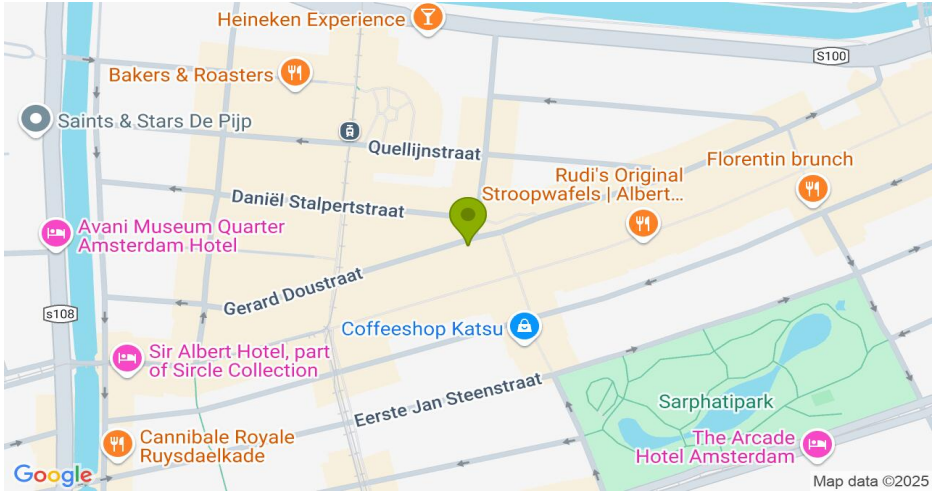 Heineken Experience
S100
Bakers & Roasters
Saints & Stars De Pijp
Quellijnstraat
Florentin brunch
Rudi's Original
Stroopwafels | Albert...
Daniël Stalpertstraat
Avani Museum Quarter
Amsterdam Hotel
Gerard Doustraat
s108
Coffeeshop Katsu
Sir Albert Hotel, part
of Sircle Collection
Eerste Jan Steenstraat
Sarphatipark
Cannibale Royale
Ruysdaelkade
The Arcade
Hotel Amsterdam
Google
Map data ©2025